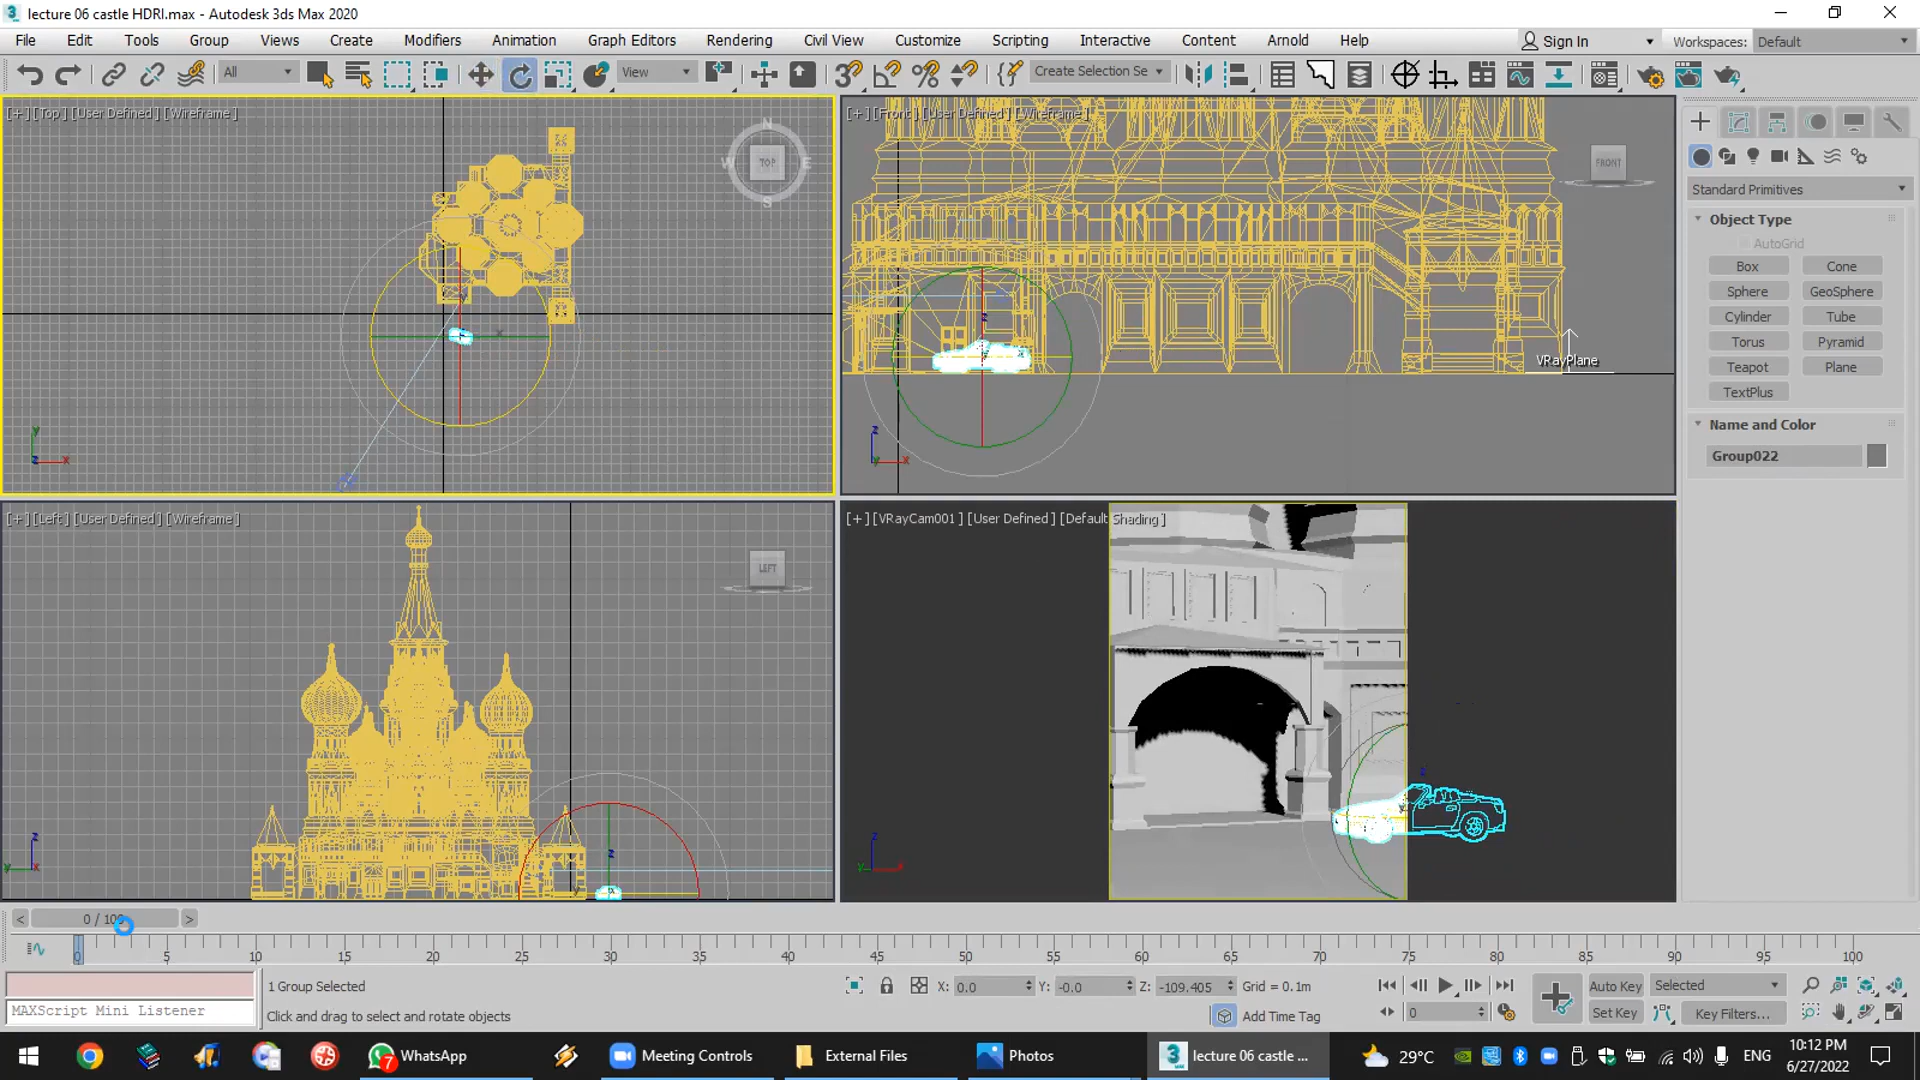 3 lecture 06 castle HDRI.max - Autodesk 3ds Max 2020
File Edit Tools Group Views Create Modifiers Animation Graph Editors Rendering Civil View Customize Scripting Interactive Content Arnold Help Sign In Workspaces: Default
All View Create Selection Se
[+] [Top] [User Defined] [Wireframe]
N
W TOP E
S
y
z x
[+] [Front] [User Defined] [Wireframe]
FRONT
VRayPlane
z
y x
[+] [Left] [User Defined] [Wireframe]
LEFT
z
y x
[+] [VRayCam001] [User Defined] [Default Shading]
z
y x
Standard Primitives
Object Type
AutoGrid
Box Cone
Sphere GeoSphere
Cylinder Tube
Torus Pyramid
Teapot Plane
TextPlus
Name and Color
Group022
< 0 / 100 >
0 5 10 15 20 25 30 35 40 45 50 55 60 65 70 75 80 85 90 95 100
1 Group Selected X: 0.0 Y: -0.0 Z: -109.405 Grid = 0.1m Auto Key Selected
MAXScript Mini Listener Click and drag to select and rotate objects Add Time Tag 0 Set Key Key Filters...
WhatsApp 7 Meeting Controls External Files Photos 3 MAX lecture 06 castle ... 29°C ENG 10:12 PM
6/27/2022